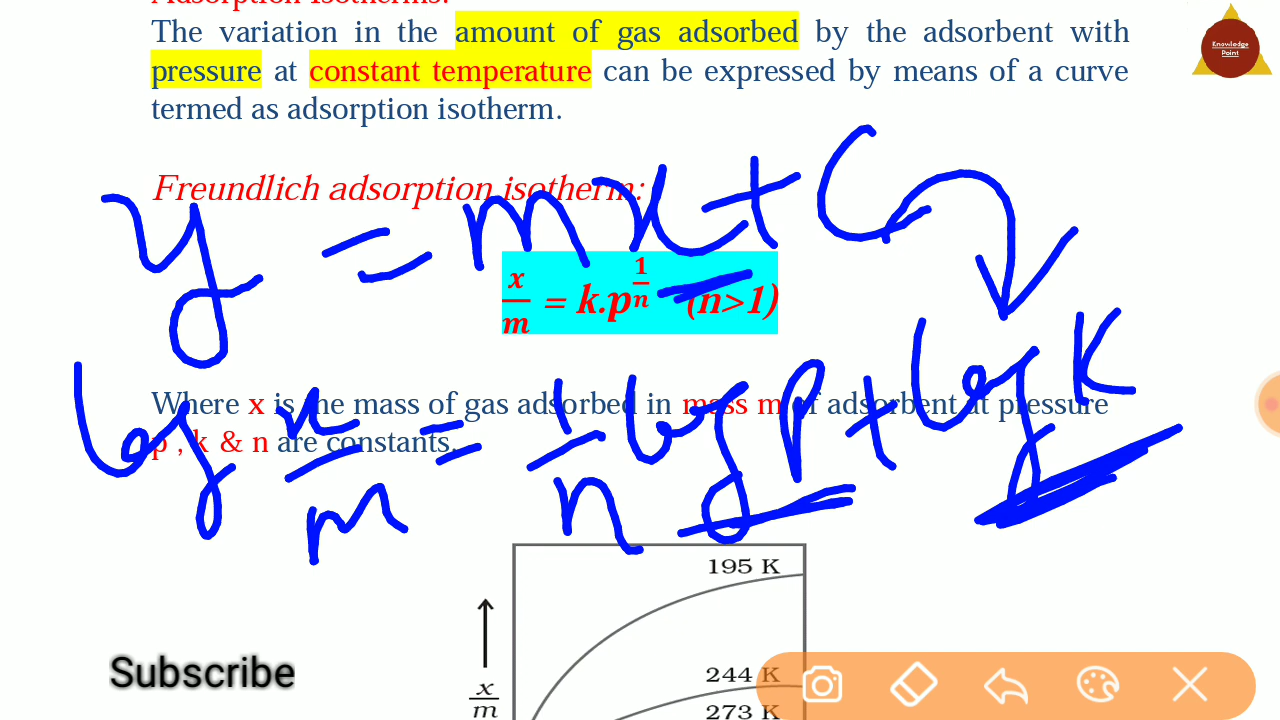 Adsorption Isotherms:
The variation in the amount of gas adsorbed by the adsorbent with
pressure at constant temperature can be expressed by means of a curve
termed as adsorption isotherm.
Knowledge
Point
Freundlich adsorption isotherm:
y = mx + C
x/m = k.p^1/n (n>1)
log x/m = 1/n log p + log K
Where x is the mass of gas adsorbed in mass m of adsorbent at pressure
p , k & n are constants.
195 K
244 K
273 K
x/m
Subscribe